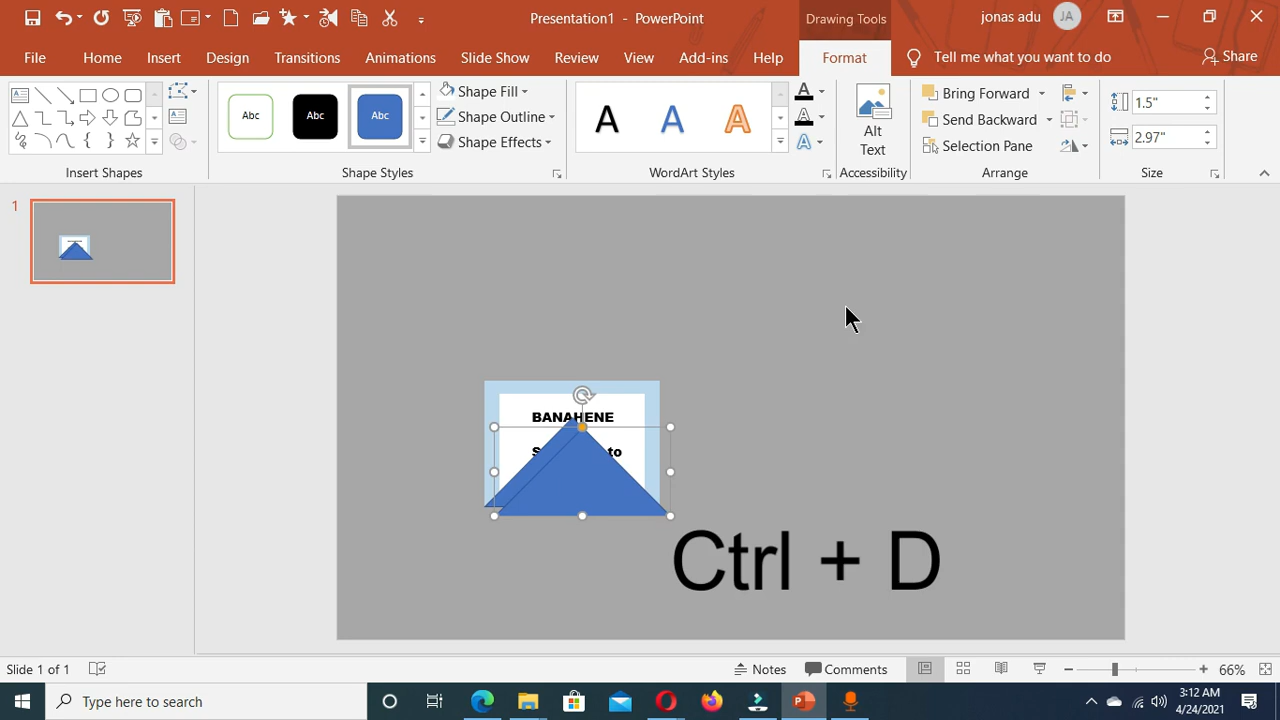 Presentation1 - PowerPoint
Drawing Tools
jonas adu
JA
File
Home
Insert
Design
Transitions
Animations
Slide Show
Review
View
Add-ins
Help
Format
Tell me what you want to do
Share
Abc
Abc
Abc
Shape Fill
Shape Outline
Shape Effects
A
A
A
A
A
A
Alt
Text
Bring Forward
Send Backward
Selection Pane
1.5"
2.97"
Insert Shapes
Shape Styles
WordArt Styles
Accessibility
Arrange
Size
1
BANAHENE
to
Ctrl + D
Slide 1 of 1
Notes
Comments
66%
Type here to search
3:12 AM
4/24/2021